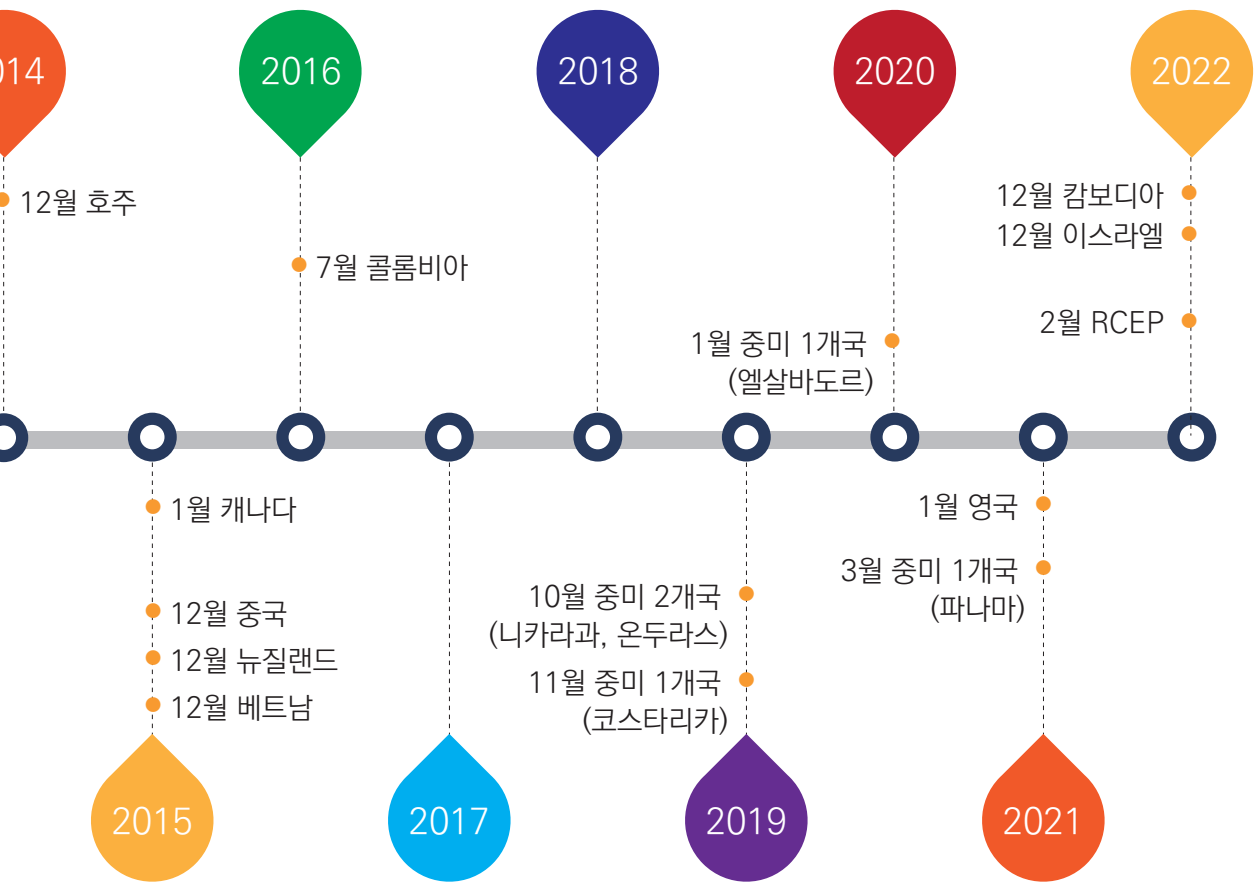 014
2016
2018
2020
2022
12월 호주
7월 콜롬비아
1월 중미 1개국
(엘살바도르)
12월 캄보디아
12월 이스라엘
2월 RCEP
1월 캐나다
12월 중국
12월 뉴질랜드
12월 베트남
10월 중미 2개국
(니카라과, 온두라스)
11월 중미 1개국
(코스타리카)
1월 영국
3월 중미 1개국
(파나마)
2015
2017
2019
2021